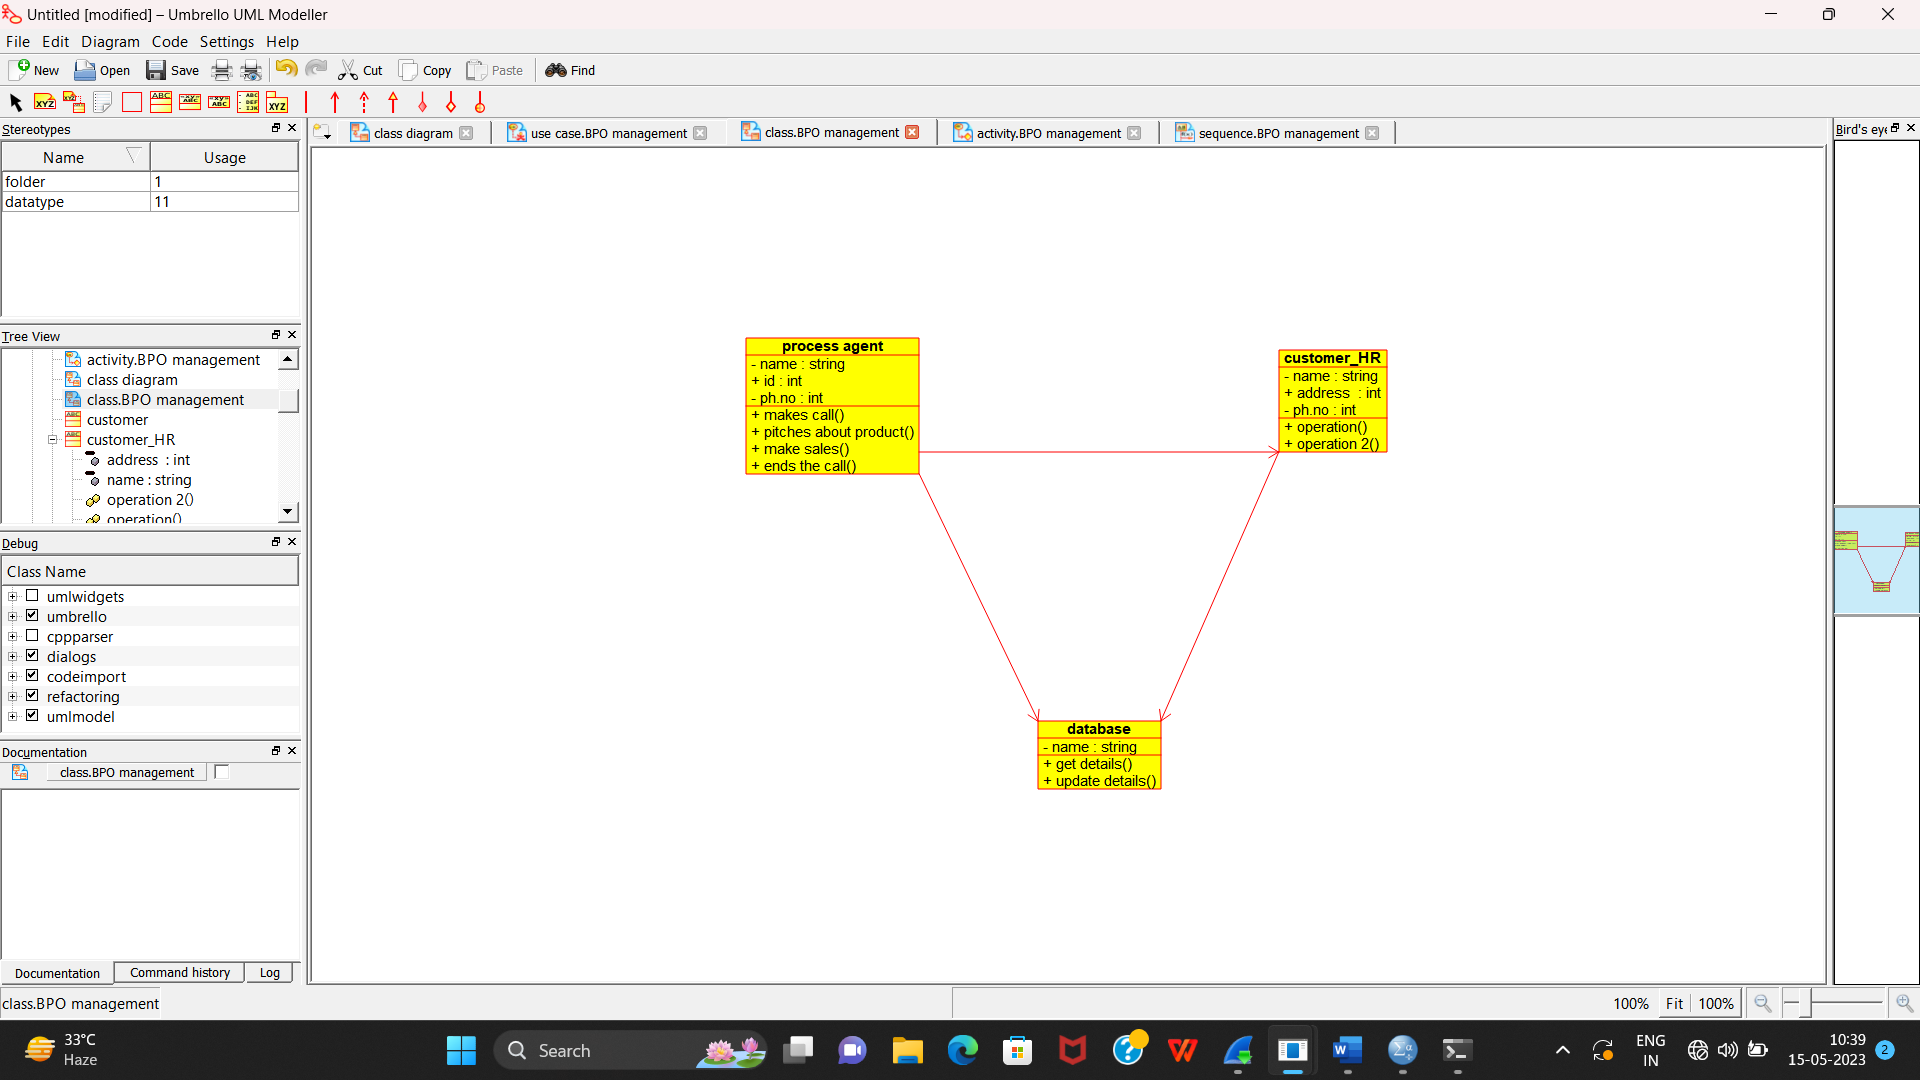 Untitled [modified] – Umbrello UML Modeller
File Edit Diagram Code Settings Help
New Open Save Cut Copy Paste Find
Stereotypes
Name Usage
folder 1
datatype 11
Tree View
activity.BPO management
class diagram
class.BPO management
customer
customer_HR
address : int
name : string
operation 2()
operation()
Debug
Class Name
umlwidgets
umbrello
cppparser
dialogs
codeimport
refactoring
umlmodel
Documentation
class.BPO management
Documentation Command history Log
class diagram use case.BPO management class.BPO management activity.BPO management sequence.BPO management
process agent
- name : string
+ id : int
- ph.no : int
+ makes call()
+ pitches about product()
+ make sales()
+ ends the call()
customer_HR
- name : string
+ address : int
- ph.no : int
+ operation()
+ operation 2()
database
- name : string
+ get details()
+ update details()
Bird's eye
class.BPO management
100% Fit 100%
33°C
Haze
Search
ENG
IN
10:39
15-05-2023
2